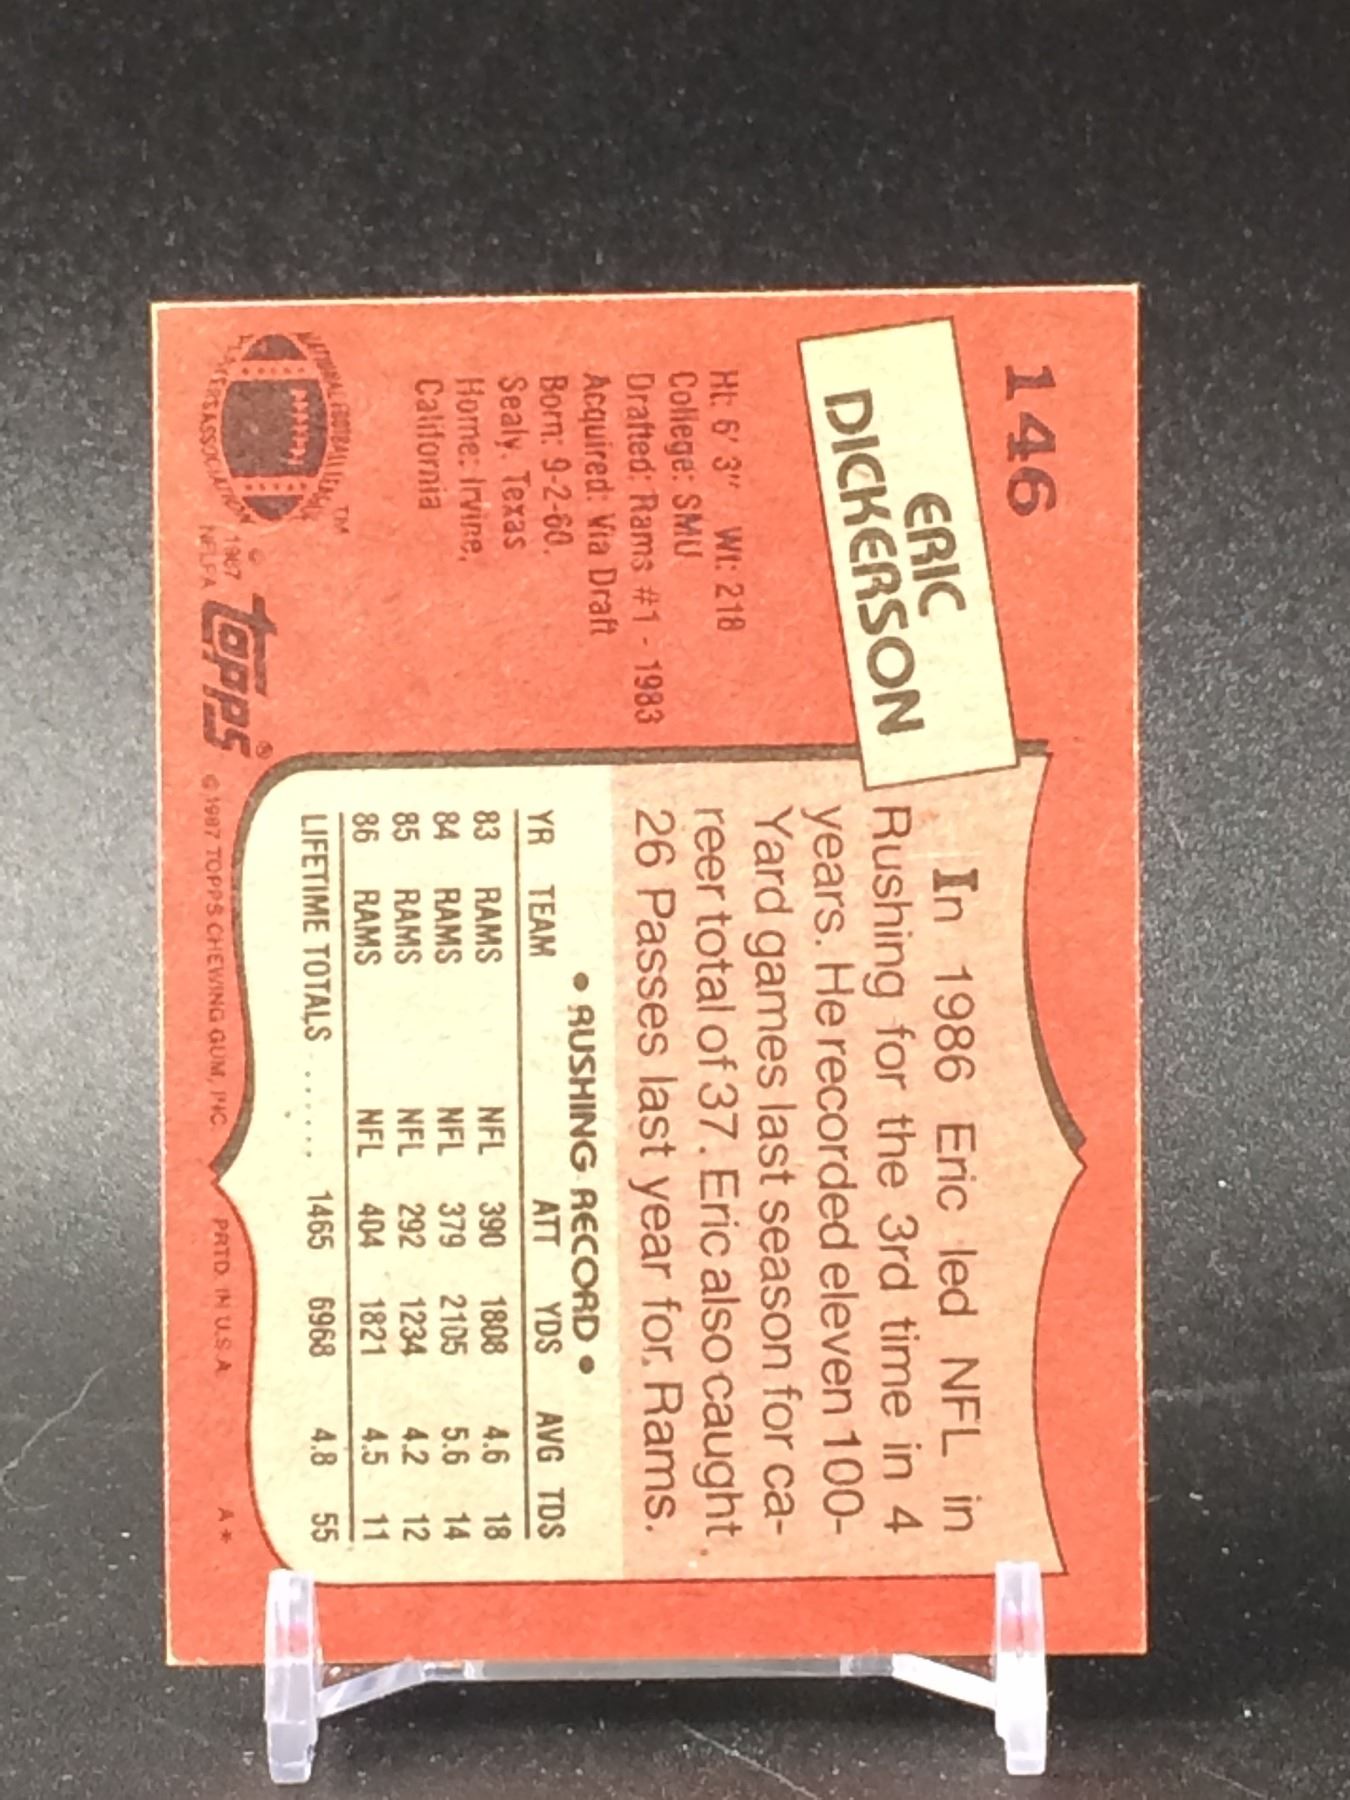 146
ERIC
DICKERSON
Ht: 6' 3" Wt: 218
College: SMU
Drafted: Rams #1 - 1983
Acquired: Via Draft
Born: 9-2-60.
Sealy, Texas
Home: Irvine,
California
In 1986 Eric led NFL in
Rushing for the 3rd time in 4
years. He recorded eleven 100-
Yard games last season for ca-
reer total of 37. Eric also caught
26 Passes last year for Rams.
• RUSHING RECORD •
YR TEAM ATT YDS AVG TDS
83 RAMS NFL 390 1808 4.6 18
84 RAMS NFL 379 2105 5.6 14
85 RAMS NFL 292 1234 4.2 12
86 RAMS NFL 404 1821 4.5 11
LIFETIME TOTALS ...... 1465 6968 4.8 55
NATIONAL FOOTBALL LEAGUE
PLAYERS ASSOCIATION
TM
© 1987
NFLPA
topps®
© 1987 TOPPS CHEWING GUM, INC. PRTD. IN U.S.A. A*